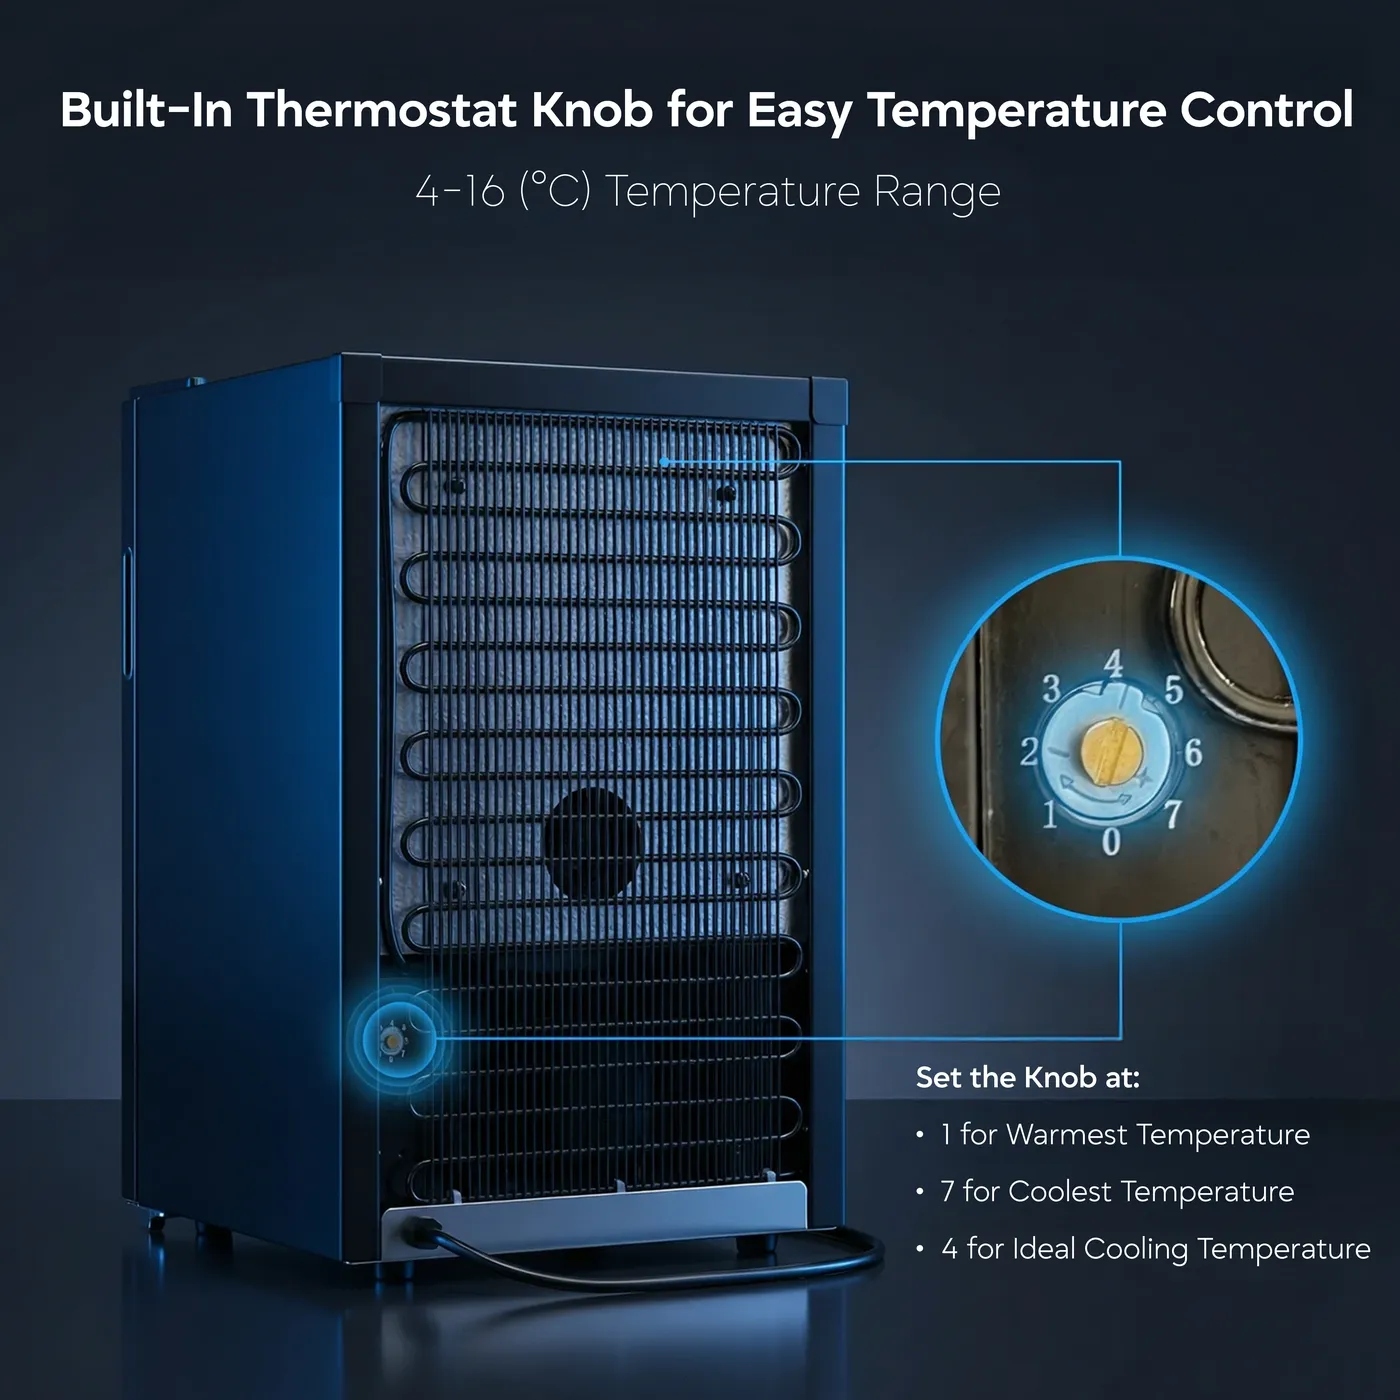 Built-In Thermostat Knob for Easy Temperature Control
4-16 (°C) Temperature Range
4
3
5
2
6
1
7
0
Set the Knob at:
• 1 for Warmest Temperature
• 7 for Coolest Temperature
• 4 for Ideal Cooling Temperature